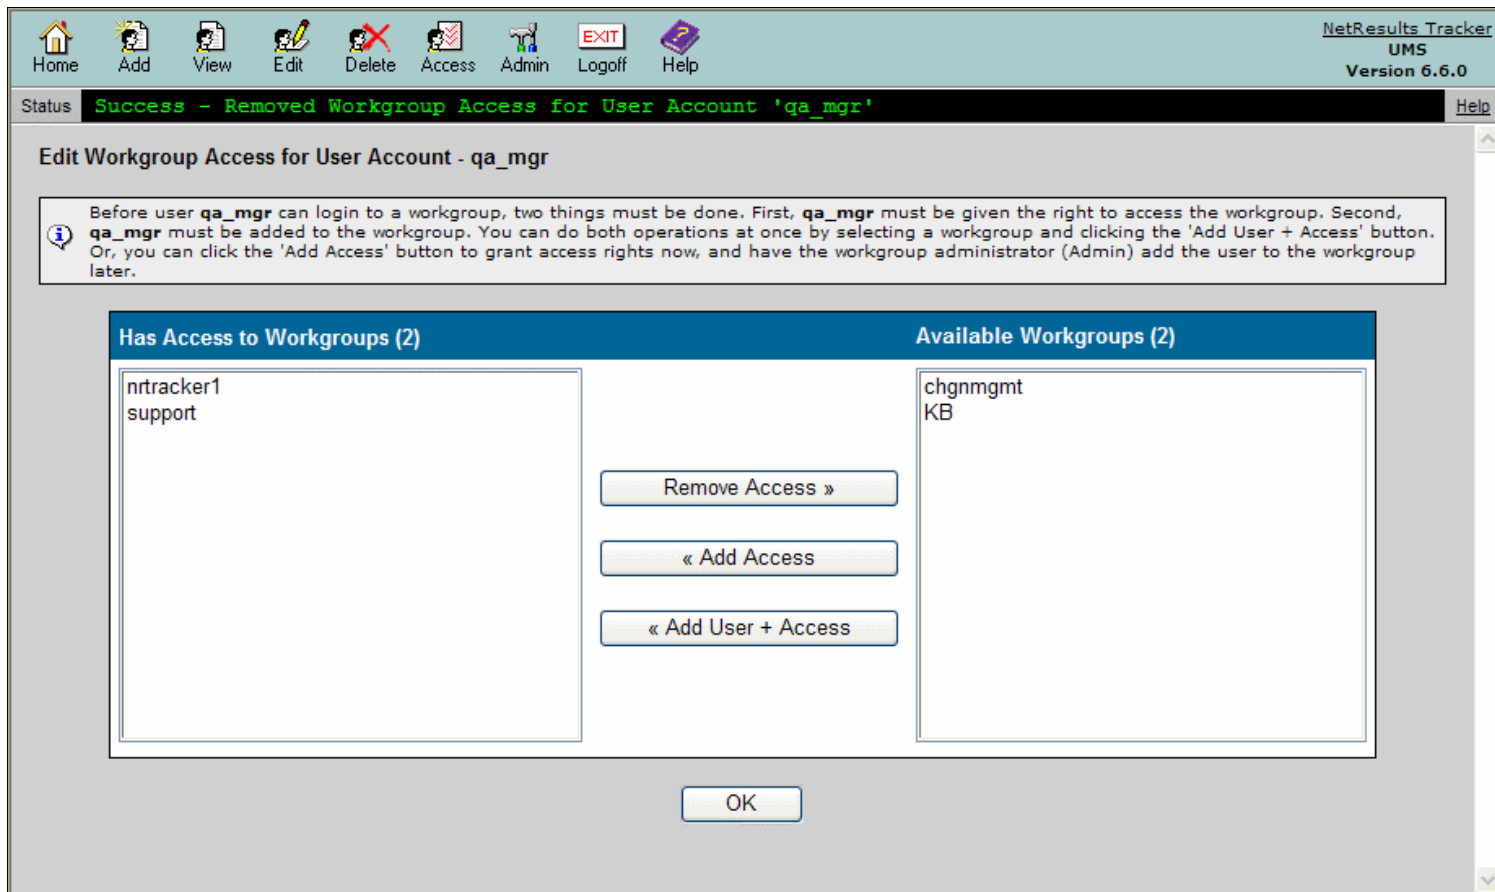 Home Add View Edit Delete Access Admin EXIT Logoff Help
NetResults Tracker
UMS
Version 6.6.0
Status Success - Removed Workgroup Access for User Account 'qa_mgr' Help
Edit Workgroup Access for User Account - qa_mgr
Before user qa_mgr can login to a workgroup, two things must be done. First, qa_mgr must be given the right to access the workgroup. Second,
qa_mgr must be added to the workgroup. You can do both operations at once by selecting a workgroup and clicking the 'Add User + Access' button.
Or, you can click the 'Add Access' button to grant access rights now, and have the workgroup administrator (Admin) add the user to the workgroup
later.
Has Access to Workgroups (2)
Available Workgroups (2)
nrtracker1
support
chgnmgmt
KB
Remove Access »
« Add Access
« Add User + Access
OK